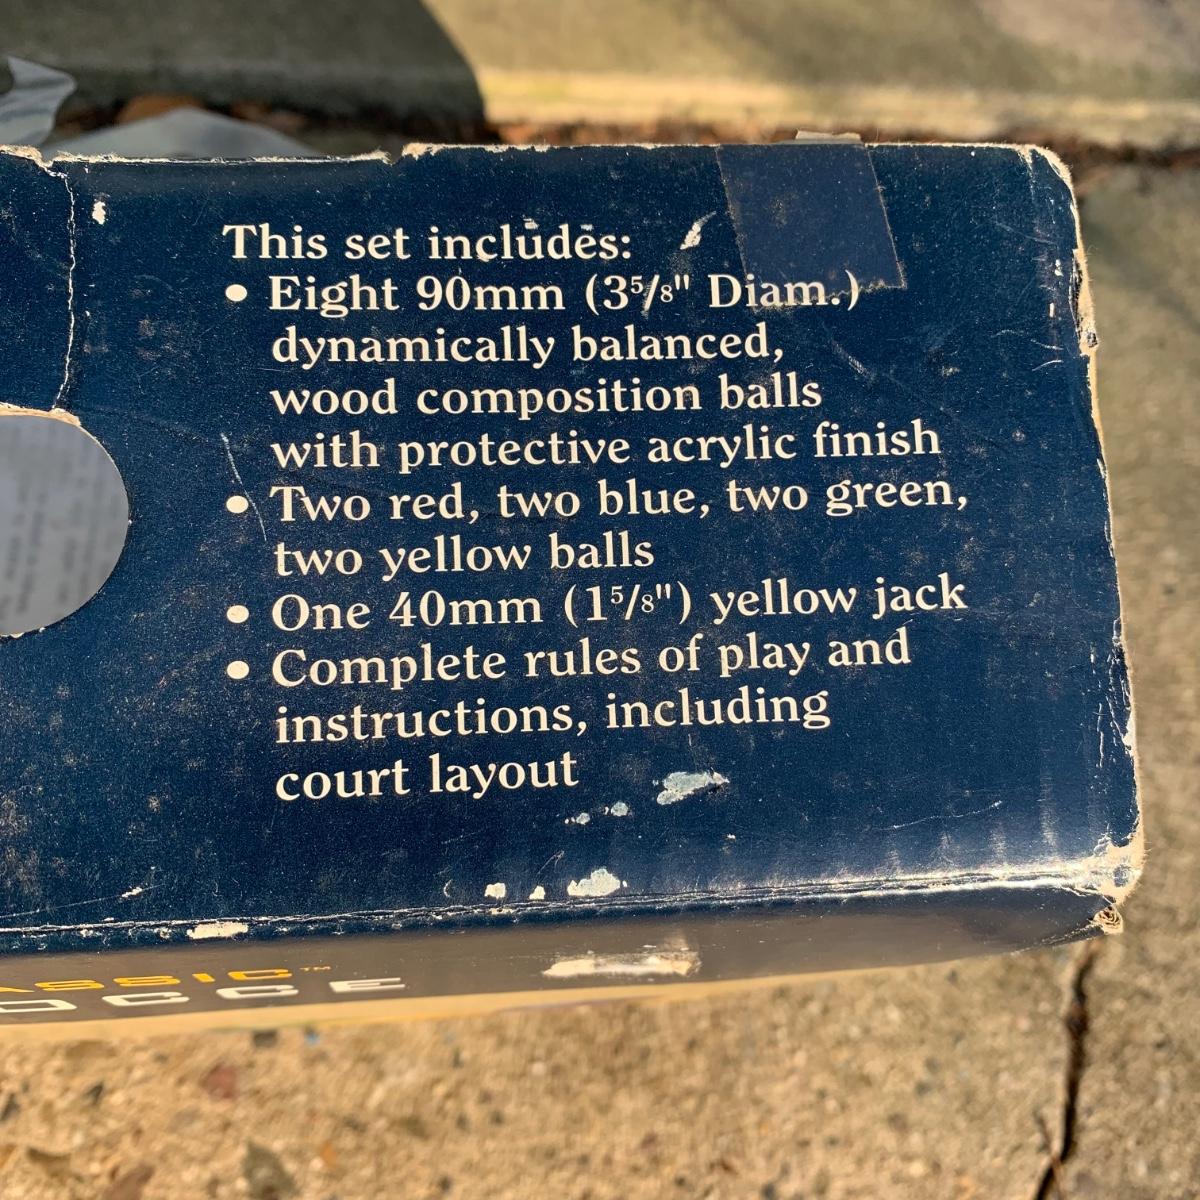 This set includes:
• Eight 90mm (3⁵/₈" Diam.)
dynamically balanced,
wood composition balls
with protective acrylic finish
• Two red, two blue, two green,
two yellow balls
• One 40mm (1⁵/₈") yellow jack
• Complete rules of play and
instructions, including
court layout
ASSIC™
OCCE